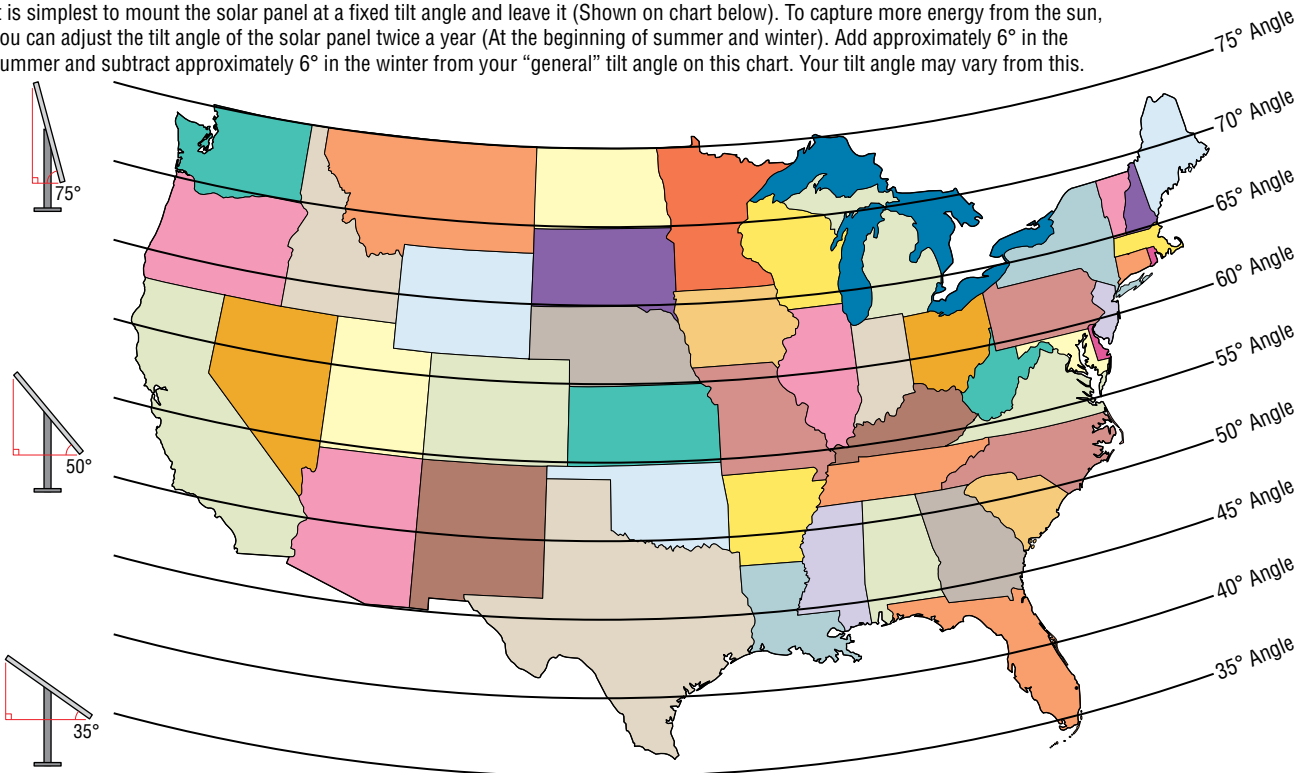 t is simplest to mount the solar panel at a fixed tilt angle and leave it (Shown on chart below). To capture more energy from the sun,
ou can adjust the tilt angle of the solar panel twice a year (At the beginning of summer and winter). Add approximately 6° in the
ummer and subtract approximately 6° in the winter from your “general” tilt angle on this chart. Your tilt angle may vary from this.
75° Angle
70° Angle
75°
65° Angle
60° Angle
55° Angle
50° Angle
50°
45° Angle
40° Angle
35° Angle
35°